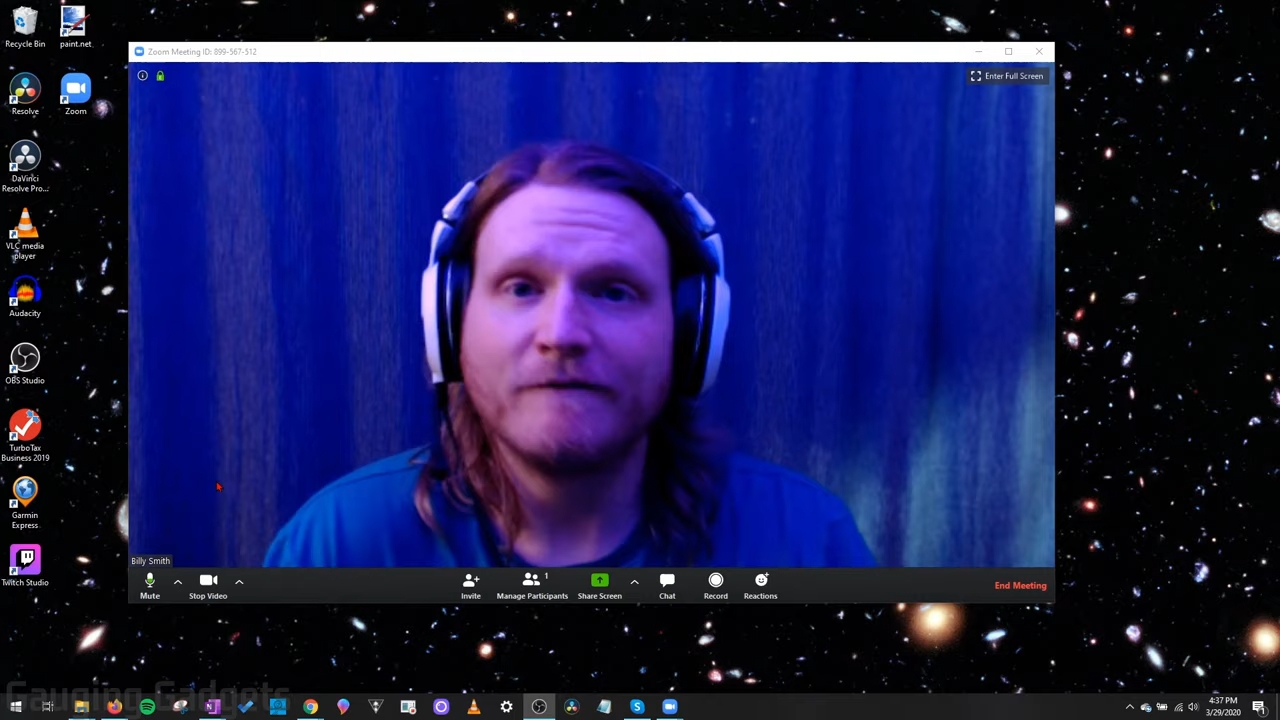 Recycle Bin
paint.net
Resolve
Zoom
DaVinci
Resolve Pro...
VLC media
player
Audacity
OBS Studio
TurboTax
Business 2019
Garmin
Express
Twitch Studio
Zoom Meeting ID: 899-567-512
Enter Full Screen
Billy Smith
Mute
Stop Video
Invite
1
Manage Participants
Share Screen
Chat
Record
Reactions
End Meeting
Gauging Gadgets
4:37 PM
3/29/2020
1